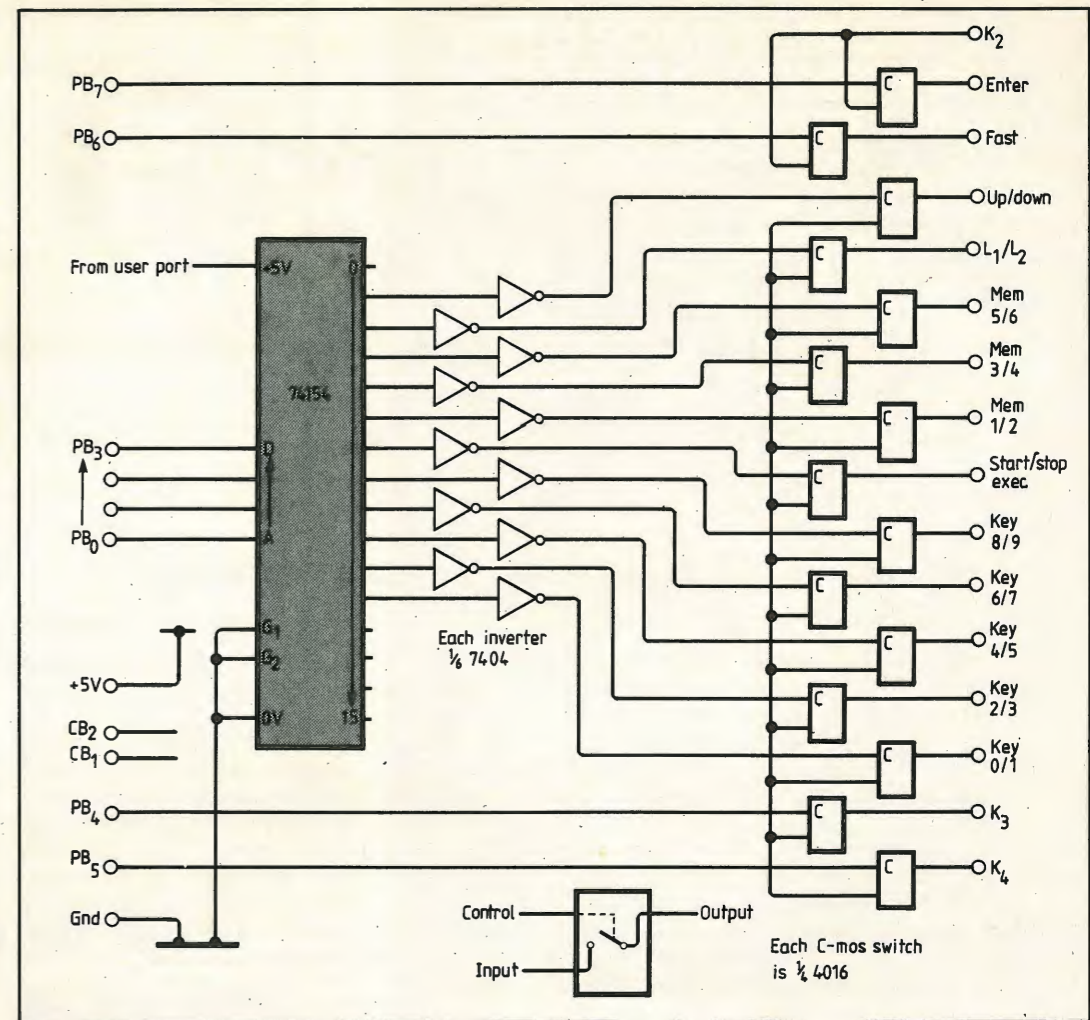 K₂
PB₇
C
Enter
PB₆
C
Fast
C
Up/down
From user port
+5V
0
C
L₁/L₂
C
Mem
5/6
74154
C
Mem
3/4
C
Mem
1/2
PB₃
D
C
Start/stop
exec
C
Key
8/9
PB₀
A
C
Key
6/7
G₁
Each inverter
⅙ 7404
C
Key
4/5
G₂
+5V
C
Key
2/3
CB₂
0V
15
CB₁
C
Key
0/1
PB₄
C
K₃
PB₅
C
K₄
Gnd
Control
Output
Input
Each C-mos switch
is ¼ 4016